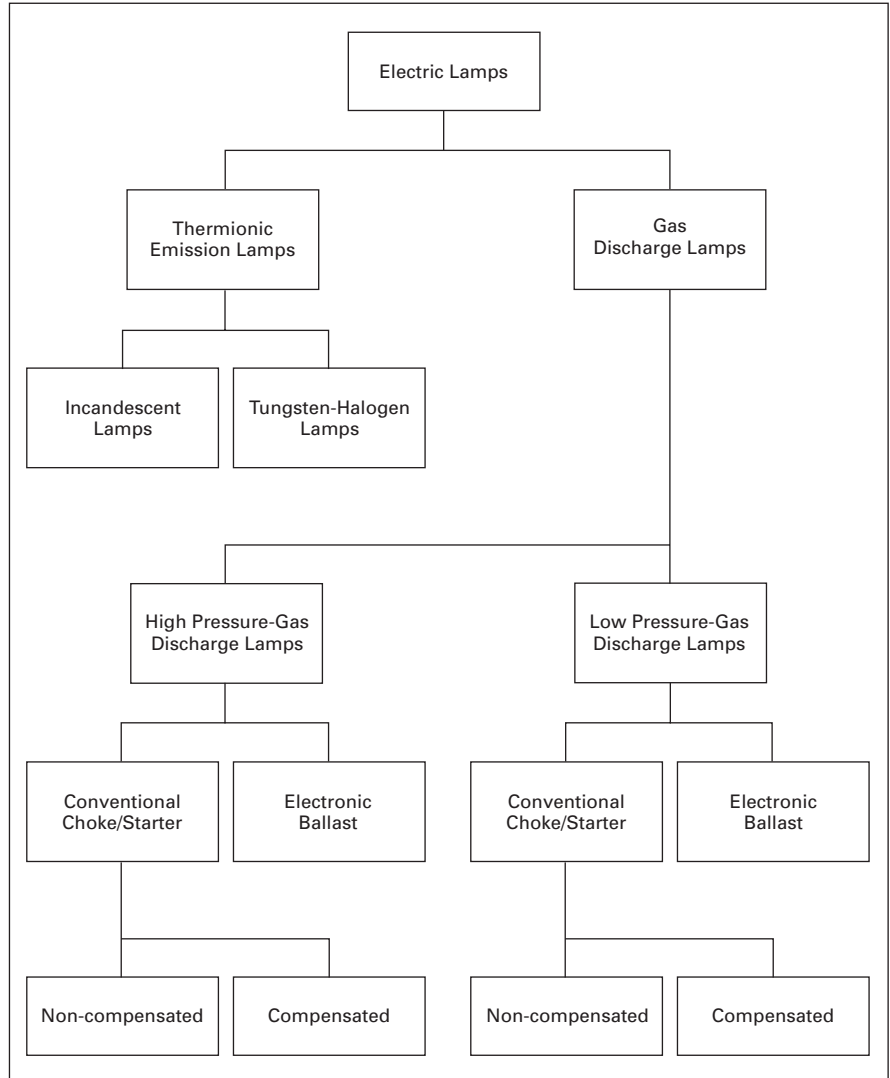 Electric Lamps
Thermionic
Emission Lamps
Gas
Discharge Lamps
Incandescent
Lamps
Tungsten-Halogen
Lamps
High Pressure-Gas
Discharge Lamps
Low Pressure-Gas
Discharge Lamps
Conventional
Choke/Starter
Electronic
Ballast
Conventional
Choke/Starter
Electronic
Ballast
Non-compensated
Compensated
Non-compensated
Compensated